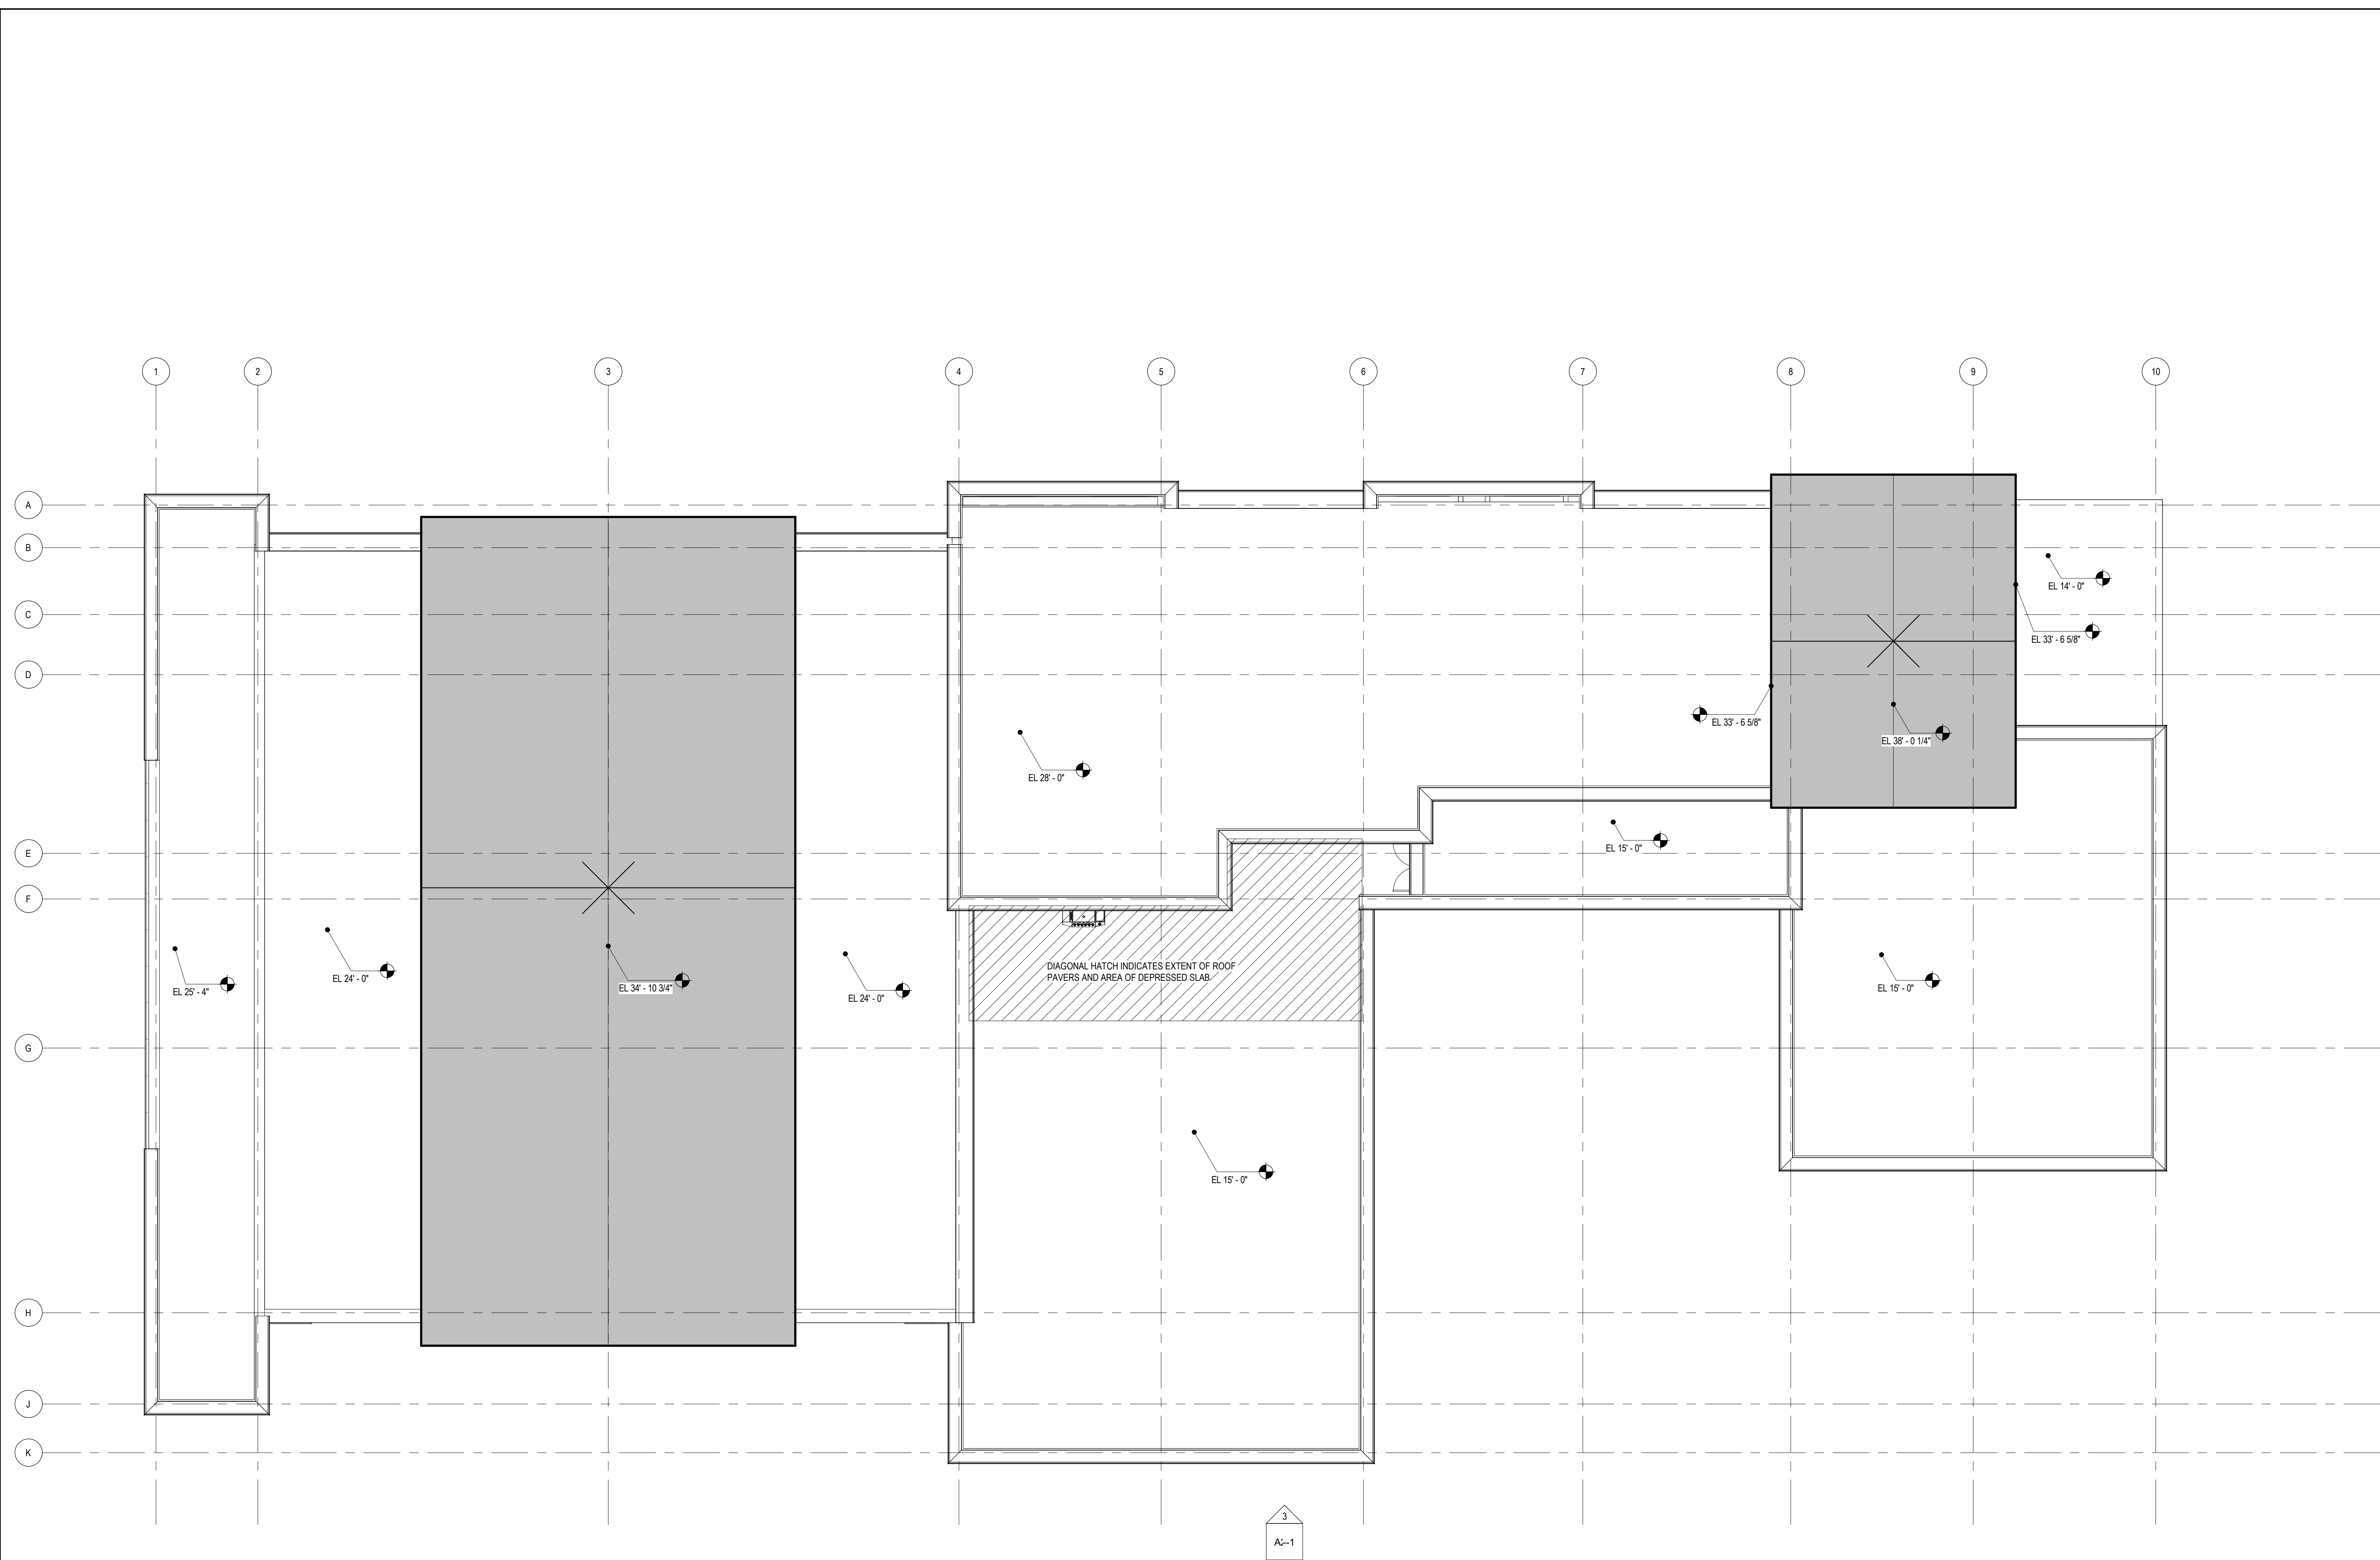 1
2
3
4
5
6
7
8
9
10
A
B
C
D
E
F
G
H
J
K
EL 14' - 0"
EL 33' - 6 5/8"
EL 33' - 6 5/8"
EL 38' - 0 1/4"
EL 28' - 0"
EL 15' - 0"
EL 25' - 4"
EL 24' - 0"
EL 34' - 10 3/4"
EL 24' - 0"
DIAGONAL HATCH INDICATES EXTENT OF ROOF
PAVERS AND AREA OF DEPRESSED SLAB
EL 15' - 0"
EL 15' - 0"
3